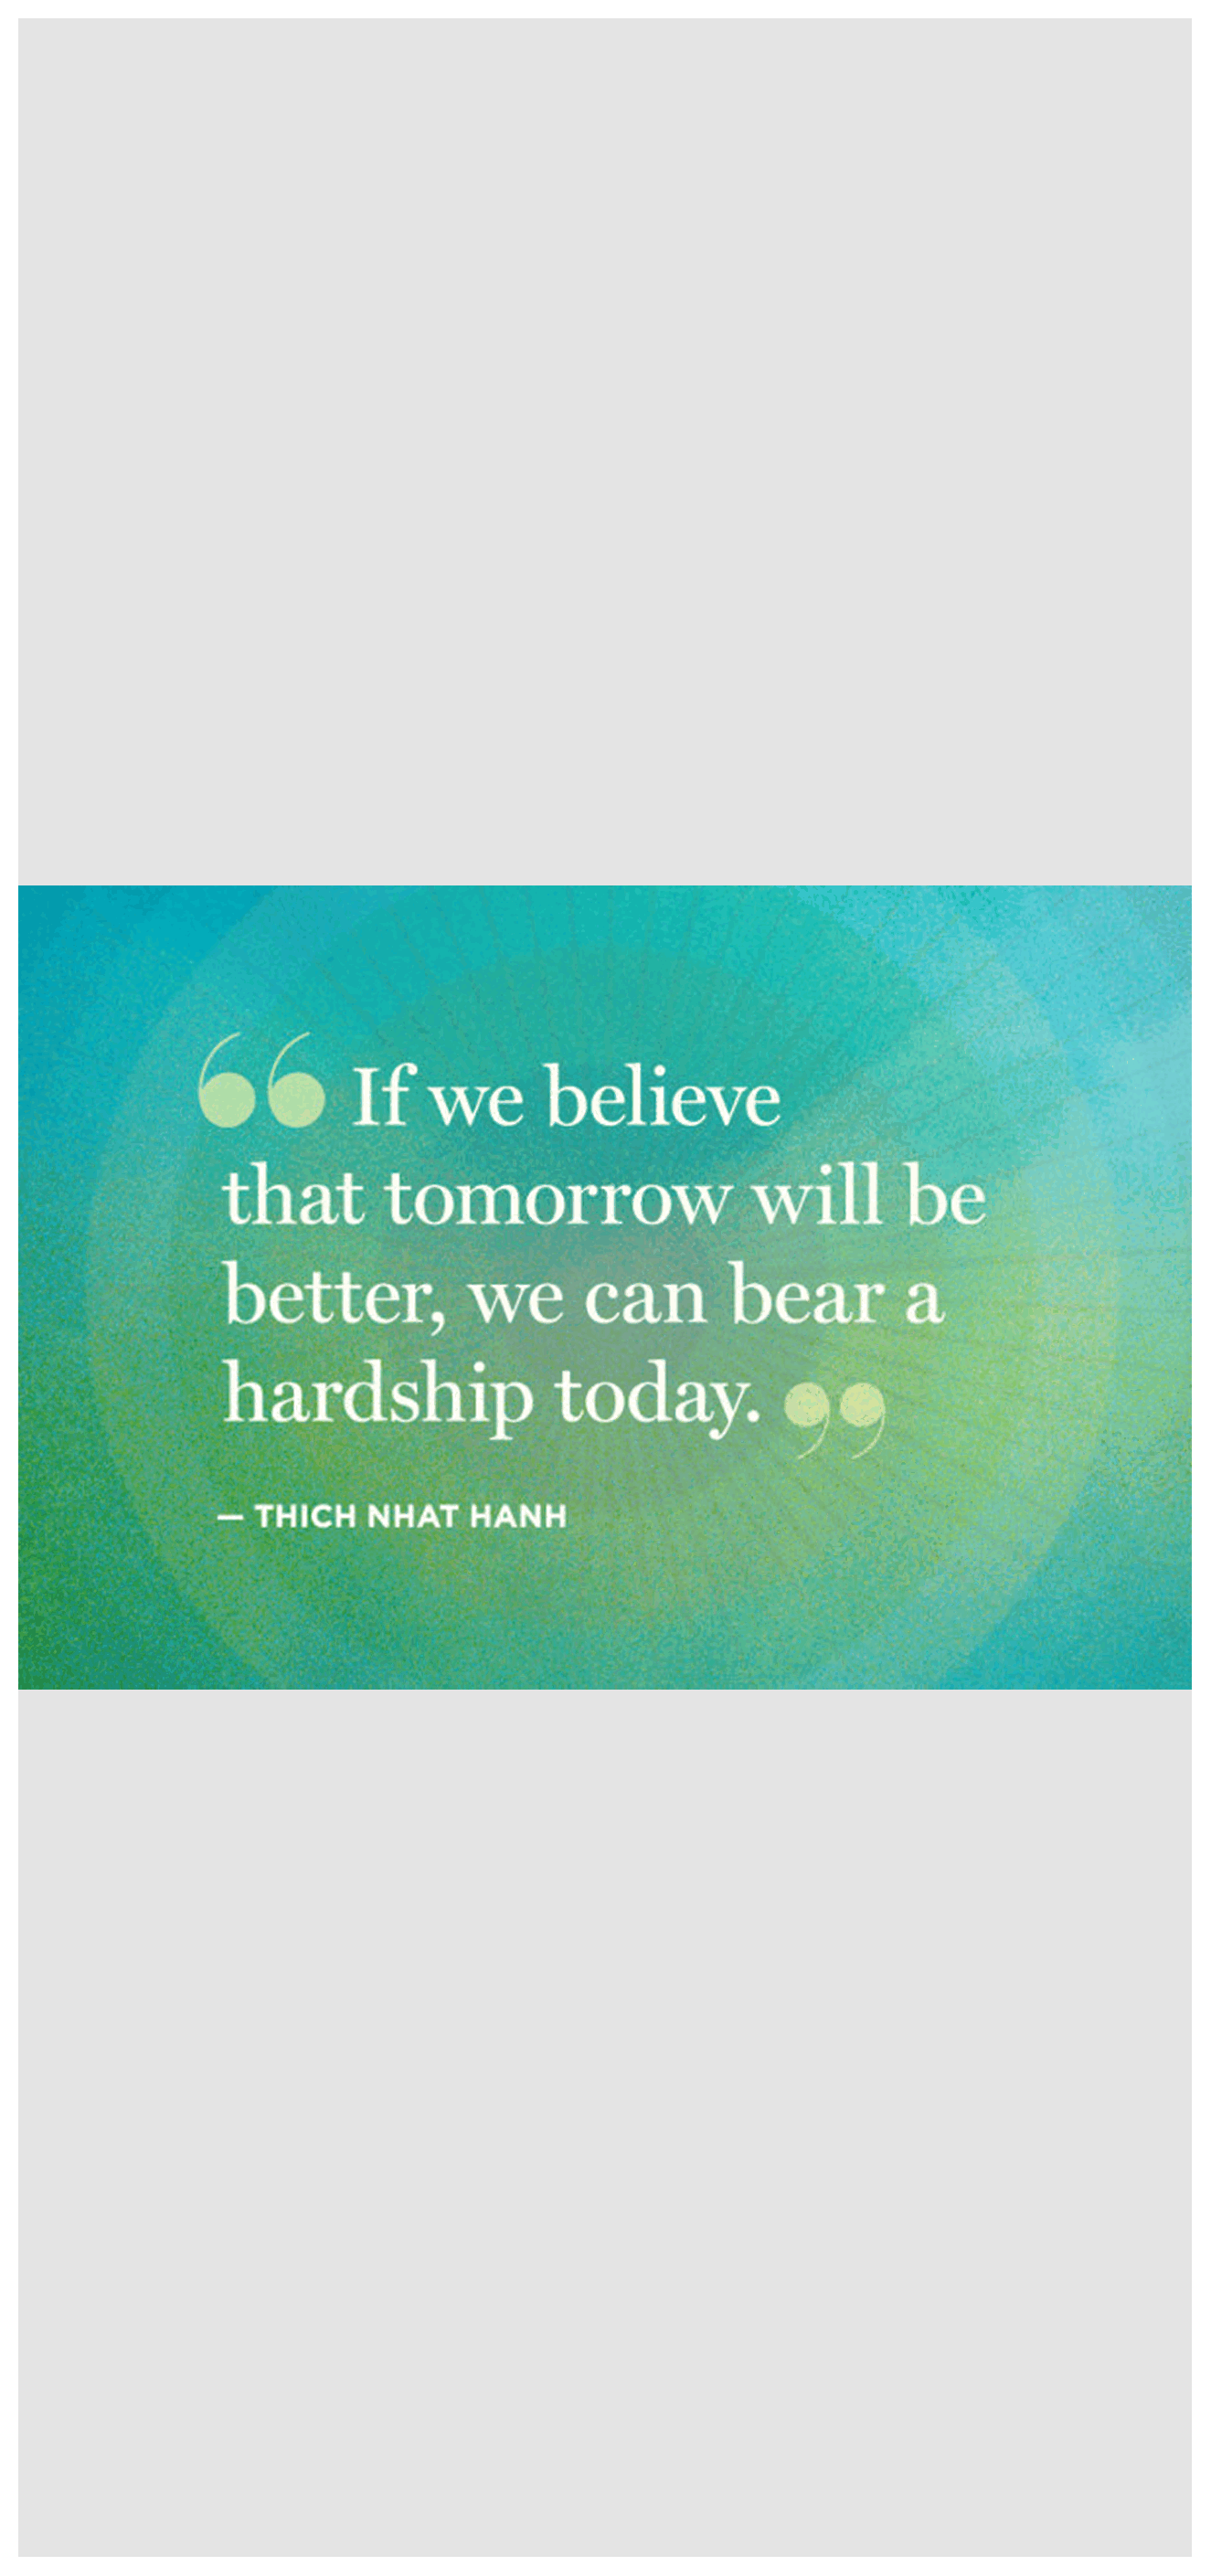 “ If we believe
that tomorrow will be
better, we can bear a
hardship today. ”
— THICH NHAT HANH